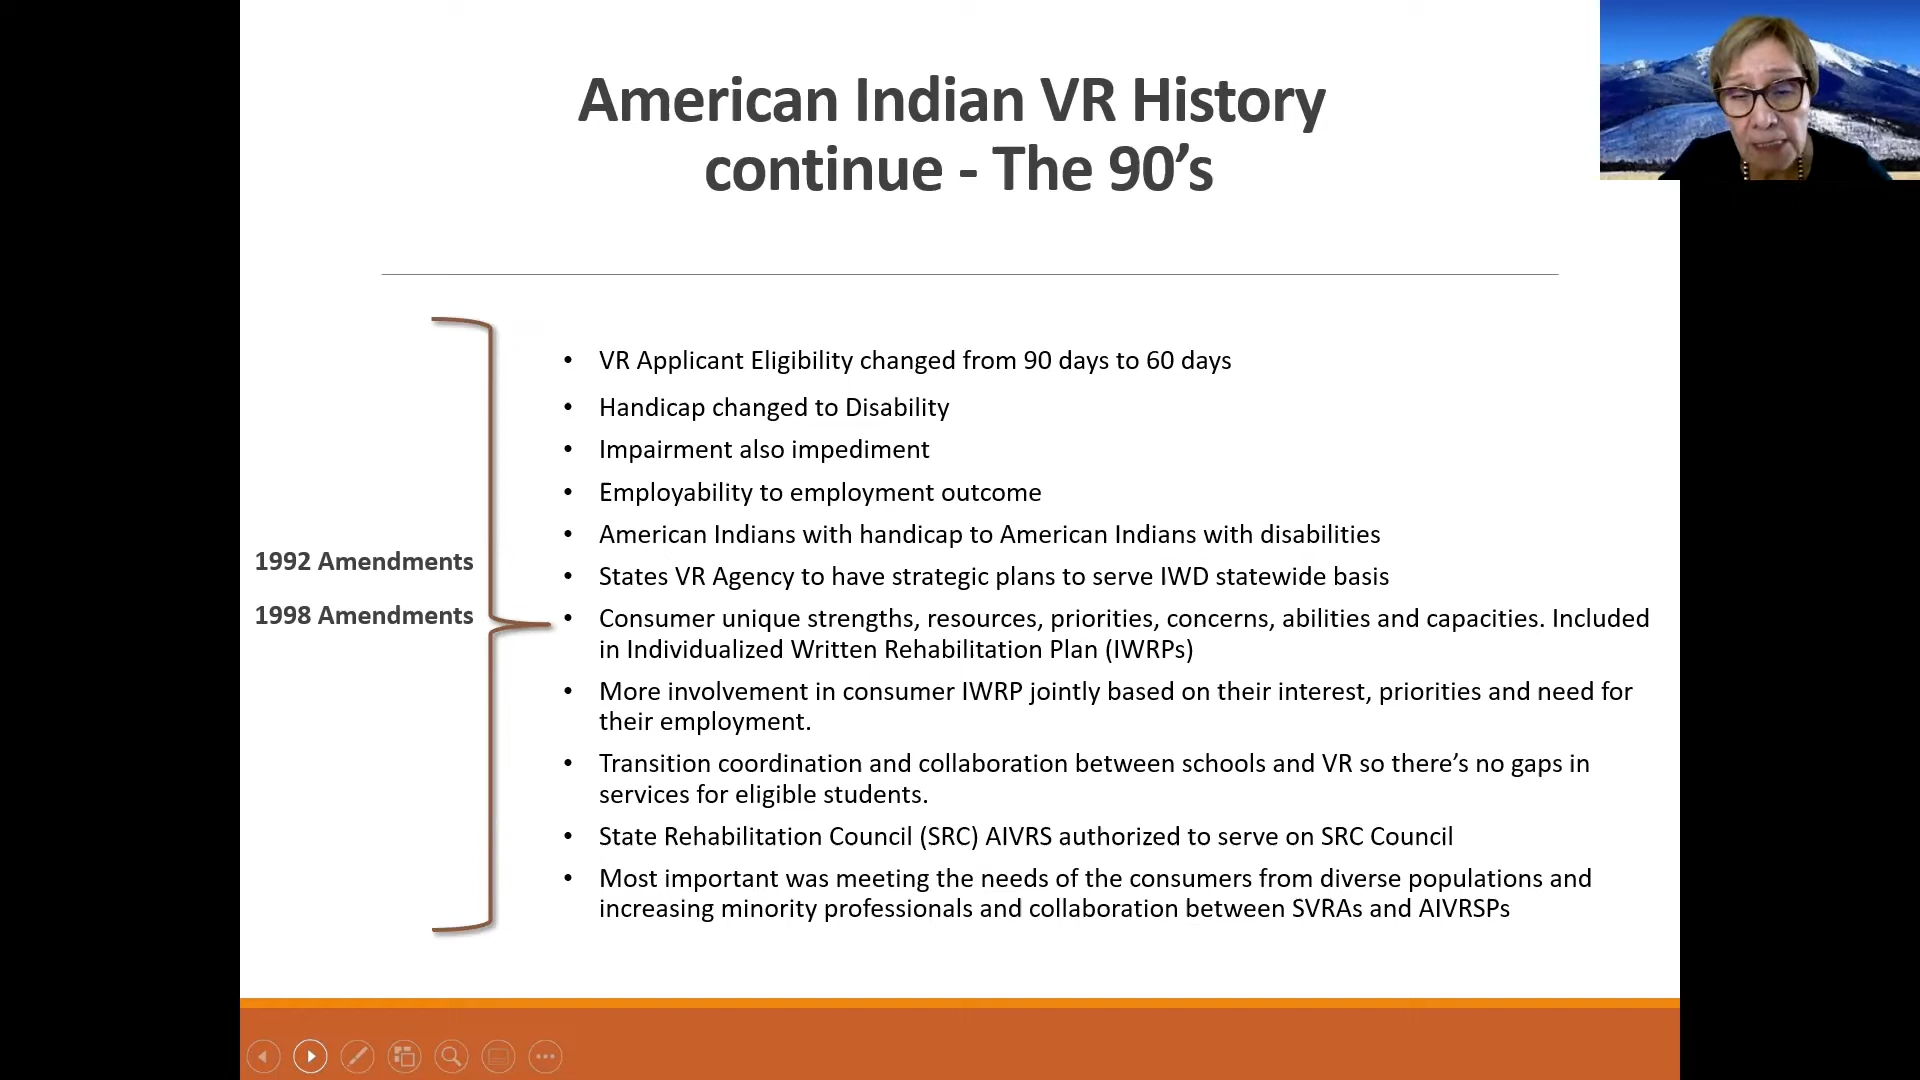 American Indian VR History
continue - The 90’s
1992 Amendments
1998 Amendments
• VR Applicant Eligibility changed from 90 days to 60 days
• Handicap changed to Disability
• Impairment also impediment
• Employability to employment outcome
• American Indians with handicap to American Indians with disabilities
• States VR Agency to have strategic plans to serve IWD statewide basis
• Consumer unique strengths, resources, priorities, concerns, abilities and capacities. Included
in Individualized Written Rehabilitation Plan (IWRPs)
• More involvement in consumer IWRP jointly based on their interest, priorities and need for
their employment.
• Transition coordination and collaboration between schools and VR so there’s no gaps in
services for eligible students.
• State Rehabilitation Council (SRC) AIVRS authorized to serve on SRC Council
• Most important was meeting the needs of the consumers from diverse populations and
increasing minority professionals and collaboration between SVRAs and AIVRSPs